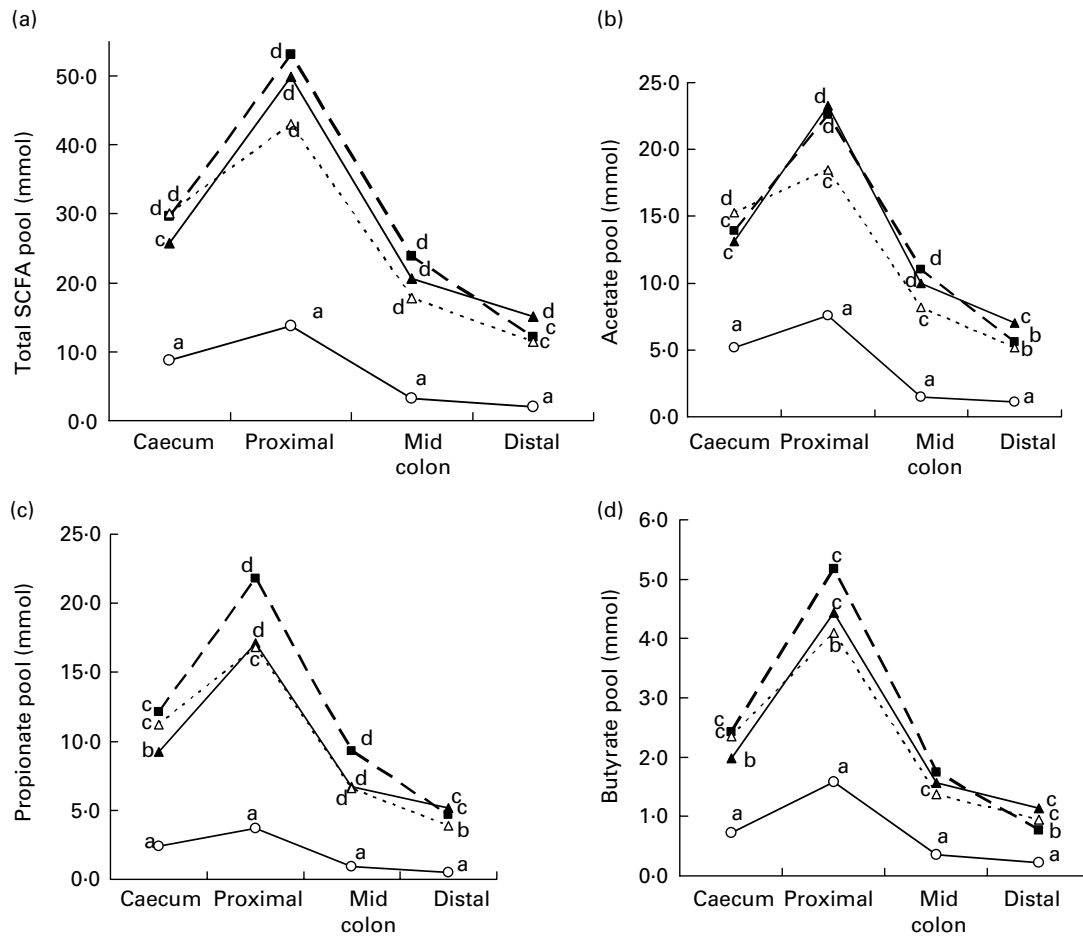 (a)
Total SCFA pool (mmol)
50·0
40·0
30·0
20·0
10·0
0·0
d
d
d
d
d
c
d
d
d
d
c
c
a
a
a
a
Caecum Proximal Mid colon Distal
(b)
Acetate pool (mmol)
25·0
20·0
15·0
10·0
5·0
0·0
d
d
c
d
c
c
d
d
c
c
b
b
a
a
a
a
Caecum Proximal Mid colon Distal
(c)
Propionate pool (mmol)
25·0
20·0
15·0
10·0
5·0
0·0
d
d
c
c
c
b
d
d
d
c
c
b
a
a
a
a
Caecum Proximal Mid colon Distal
(d)
Butyrate pool (mmol)
6·0
5·0
4·0
3·0
2·0
1·0
0·0
c
c
b
c
c
b
c
c
c
b
a
a
a
a
Caecum Proximal Mid colon Distal